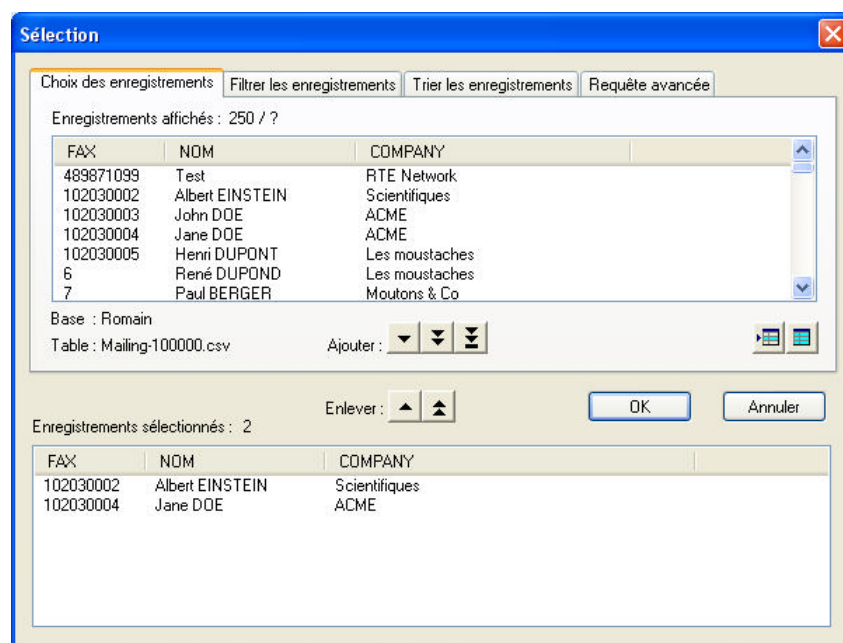 Sélection
Choix des enregistrements Filtrer les enregistrements Trier les enregistrements Requête avancée
Enregistrements affichés : 250 / ?
FAX NOM COMPANY
489871099 Test RTE Network
102030002 Albert EINSTEIN Scientifiques
102030003 John DOE ACME
102030004 Jane DOE ACME
102030005 Henri DUPONT Les moustaches
6 René DUPOND Les moustaches
7 Paul BERGER Moutons & Co
Base : Romain
Table : Mailing-100000.csv Ajouter :
Enlever : OK Annuler
Enregistrements sélectionnés : 2
FAX NOM COMPANY
102030002 Albert EINSTEIN Scientifiques
102030004 Jane DOE ACME